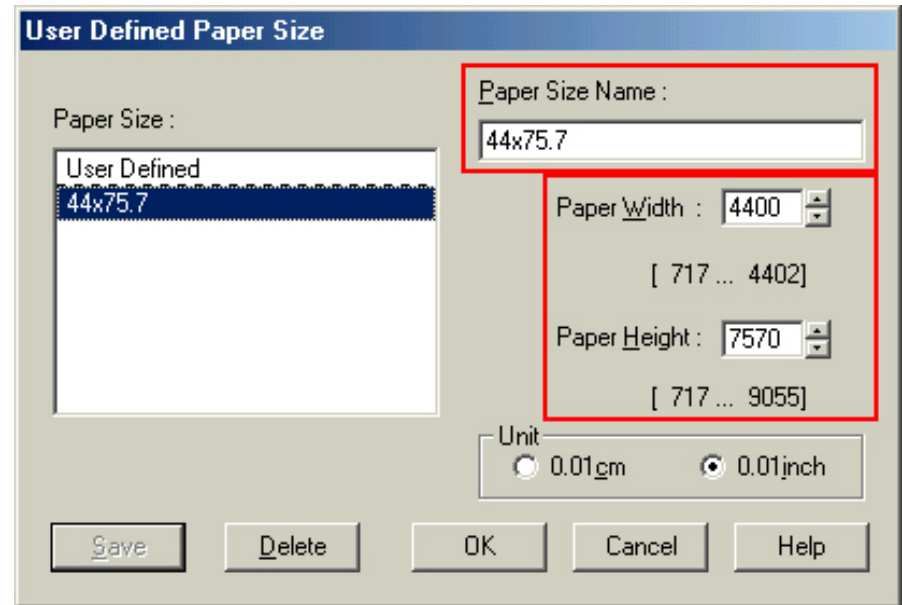 User Defined Paper Size
Paper Size :
User Defined
44x75.7
Paper Size Name :
44x75.7
Paper Width : 4400
[ 717 ... 4402]
Paper Height : 7570
[ 717 ... 9055]
Unit
0.01cm 0.01inch
Save Delete OK Cancel Help